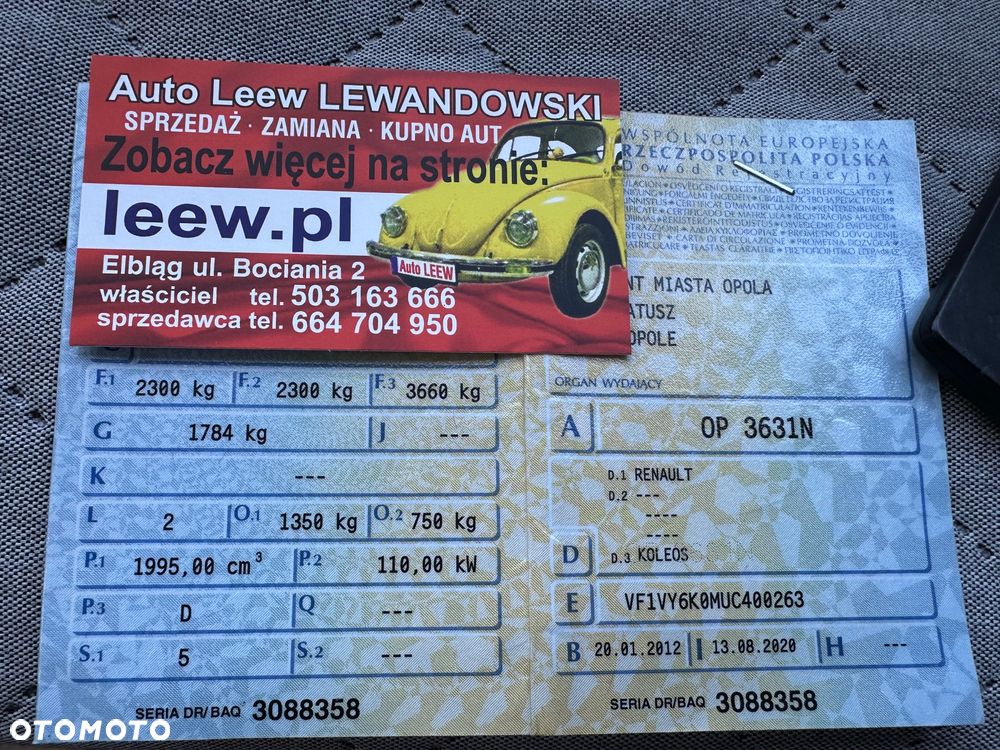 Auto Leew LEWANDOWSKI
SPRZEDAŻ · ZAMIANA · KUPNO AUT
Zobacz więcej na stronie:
leew.pl
Auto LEEW
Elbląg ul. Bociania 2
właściciel tel. 503 163 666
sprzedawca tel. 664 704 950
WSPÓLNOTA EUROPEJSKA
RZECZPOSPOLITA POLSKA
Dowód Rejestracyjny
NT MIASTA OPOLA
ATUSZ
OPOLE
ORGAN WYDAJĄCY
F.1 2300 kg F.2 2300 kg F.3 3660 kg
G 1784 kg J ---
K ---
L 2 O.1 1350 kg O.2 750 kg
P.1 1995,00 cm³ P.2 110,00 kW
P.3 D Q ---
S.1 5 S.2 ---
SERIA DR/BAQ 3088358
A OP 3631N
D.1 RENAULT
D.2 ---
----
----
D D.3 KOLEOS
E VF1VY6K0MUC400263
B 20.01.2012 I 13.08.2020 H ---
SERIA DR/BAQ 3088358
OTOMOTO